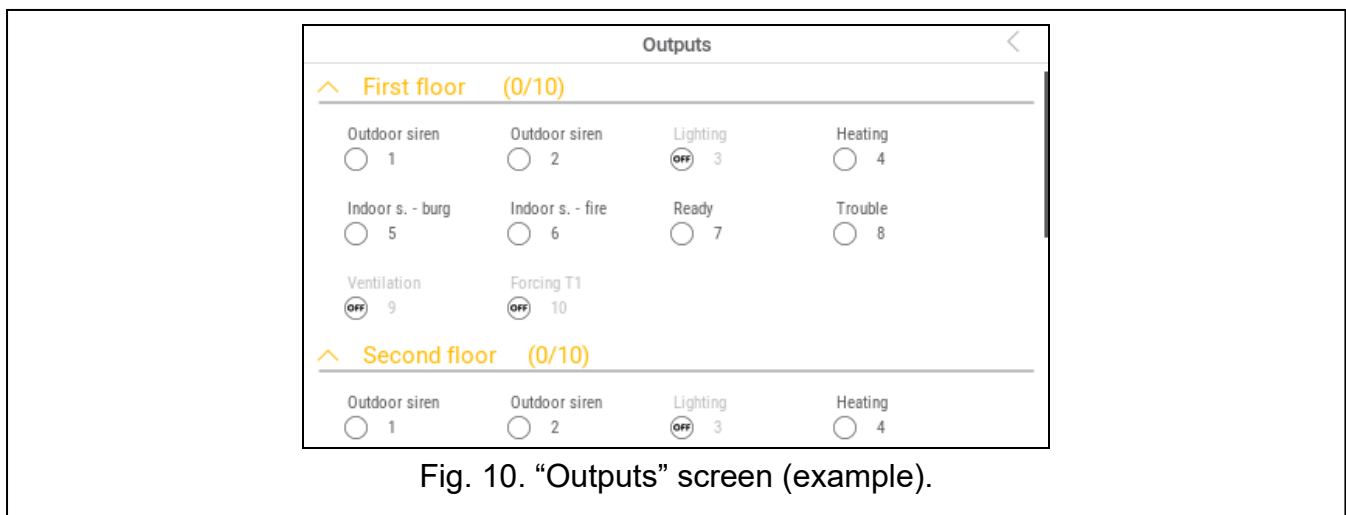 Outputs
First floor (0/10)
Outdoor siren Outdoor siren Lighting Heating
1 2 OFF 3 4
Indoor s. - burg Indoor s. - fire Ready Trouble
5 6 7 8
Ventilation Forcing T1
OFF 9 OFF 10
Second floor (0/10)
Outdoor siren Outdoor siren Lighting Heating
1 2 OFF 3 4
Fig. 10. “Outputs” screen (example).